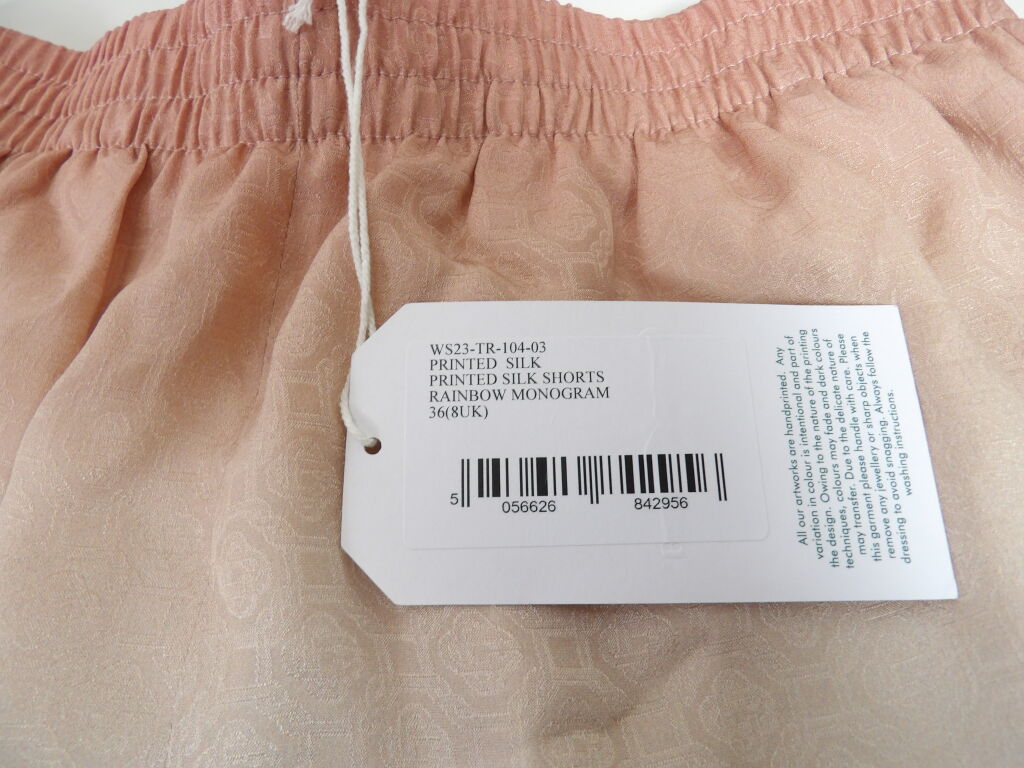 WS23-TR-104-03
PRINTED SILK
PRINTED SILK SHORTS
RAINBOW MONOGRAM
36(8UK)
5 056626 842956
All our artworks are handprinted. Any
variation in colour is intentional and part of
the design. Owing to the nature of the printing
techniques, colours may fade and dark colours
may transfer. Due to the delicate nature of
this garment please handle with care. Please
remove any jewellery or sharp objects when
dressing to avoid snagging. Always follow the
washing instructions.